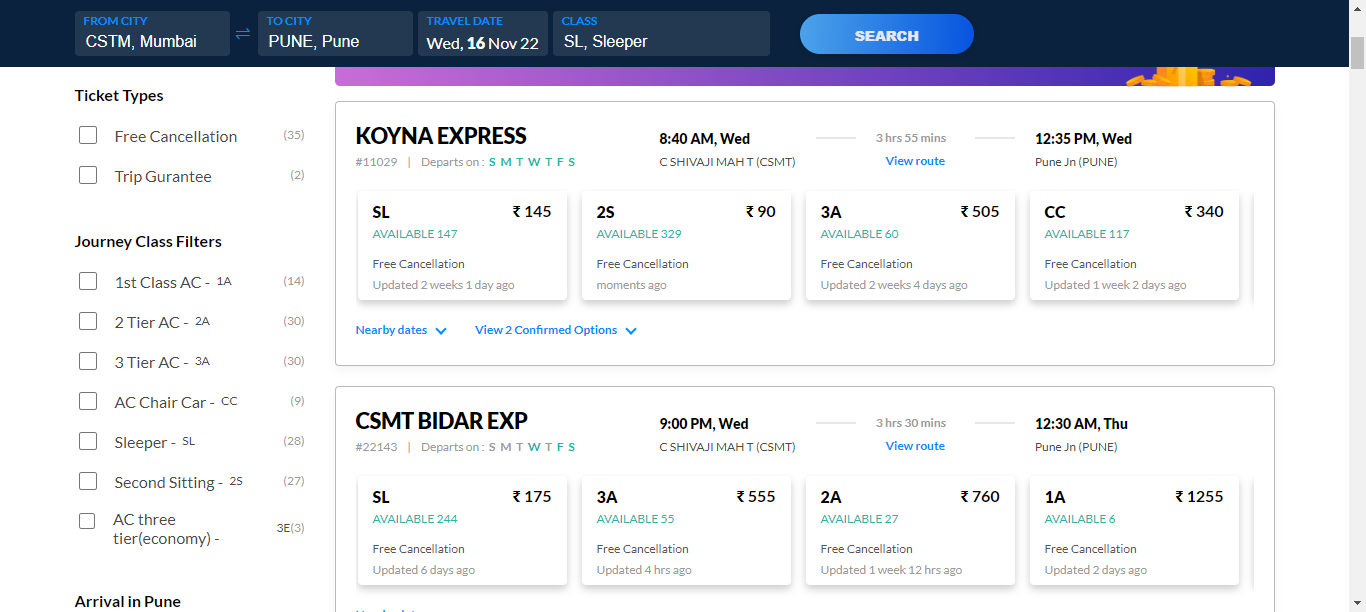 FROM CITY
CSTM, Mumbai
TO CITY
PUNE, Pune
TRAVEL DATE
Wed, 16 Nov 22
CLASS
SL, Sleeper
SEARCH
Ticket Types
Free Cancellation (35)
Trip Gurantee (2)
Journey Class Filters
1st Class AC - 1A (14)
2 Tier AC - 2A (30)
3 Tier AC - 3A (30)
AC Chair Car - CC (9)
Sleeper - SL (28)
Second Sitting - 2S (27)
AC three
tier(economy) - 3E(3)
Arrival in Pune
KOYNA EXPRESS
#11029 | Departs on : S M T W T F S
8:40 AM, Wed
C SHIVAJI MAH T (CSMT)
3 hrs 55 mins
View route
12:35 PM, Wed
Pune Jn (PUNE)
SL ₹ 145
AVAILABLE 147
Free Cancellation
Updated 2 weeks 1 day ago
2S ₹ 90
AVAILABLE 329
Free Cancellation
moments ago
3A ₹ 505
AVAILABLE 60
Free Cancellation
Updated 2 weeks 4 days ago
CC ₹ 340
AVAILABLE 117
Free Cancellation
Updated 1 week 2 days ago
Nearby dates
View 2 Confirmed Options
CSMT BIDAR EXP
#22143 | Departs on : S M T W T F S
9:00 PM, Wed
C SHIVAJI MAH T (CSMT)
3 hrs 30 mins
View route
12:30 AM, Thu
Pune Jn (PUNE)
SL ₹ 175
AVAILABLE 244
Free Cancellation
Updated 6 days ago
3A ₹ 555
AVAILABLE 55
Free Cancellation
Updated 4 hrs ago
2A ₹ 760
AVAILABLE 27
Free Cancellation
Updated 1 week 12 hrs ago
1A ₹ 1255
AVAILABLE 6
Free Cancellation
Updated 2 days ago